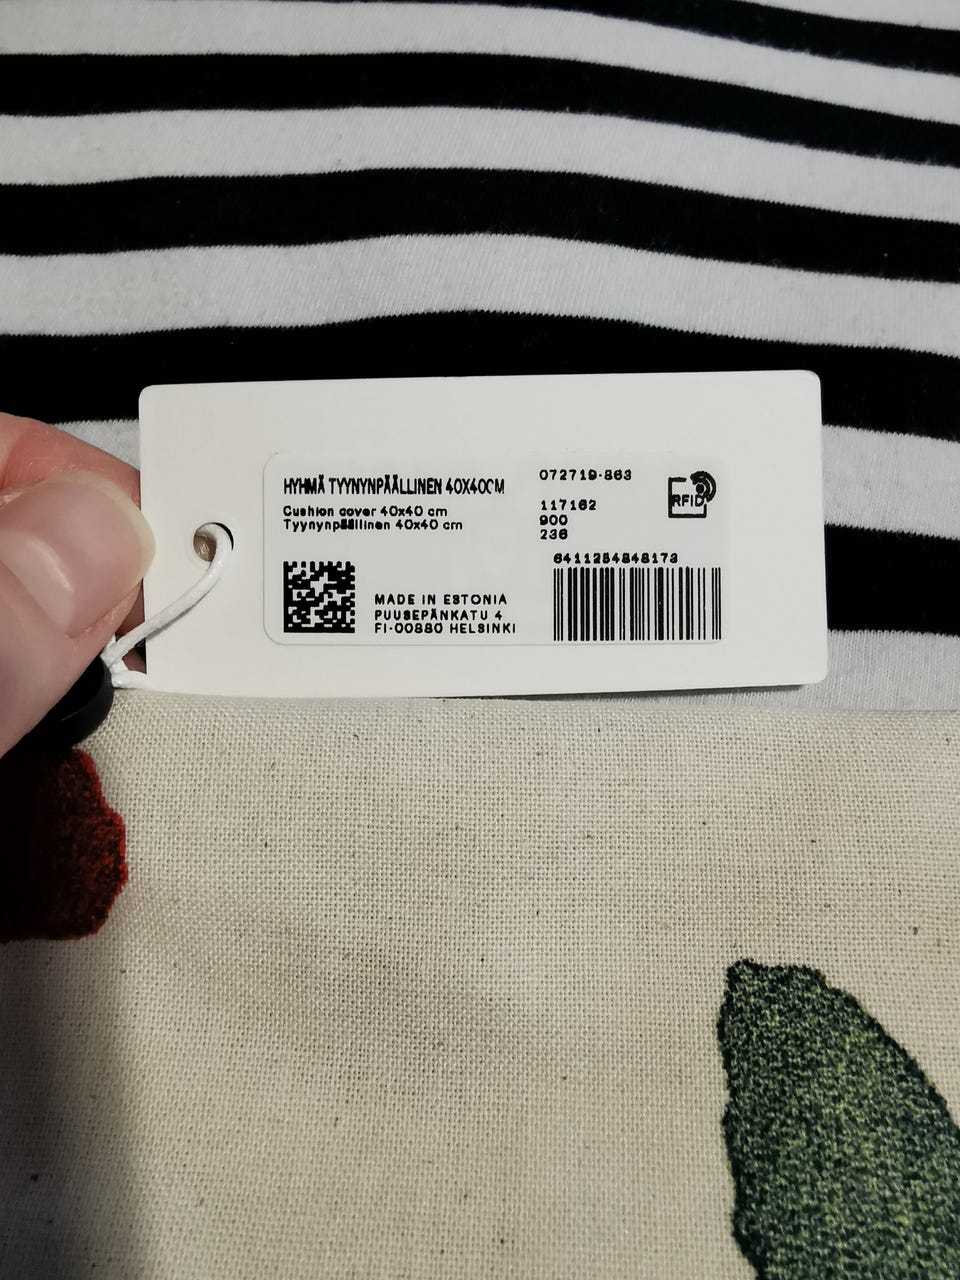 HYHMÄ TYYNYNPÄÄLLINEN 40X40CM
Cushion cover 40x40 cm
Tyynynpäällinen 40x40 cm
072719-863
117162
900
236
RFID
6411254848173
MADE IN ESTONIA
PUUSEPÄNKATU 4
FI-00880 HELSINKI